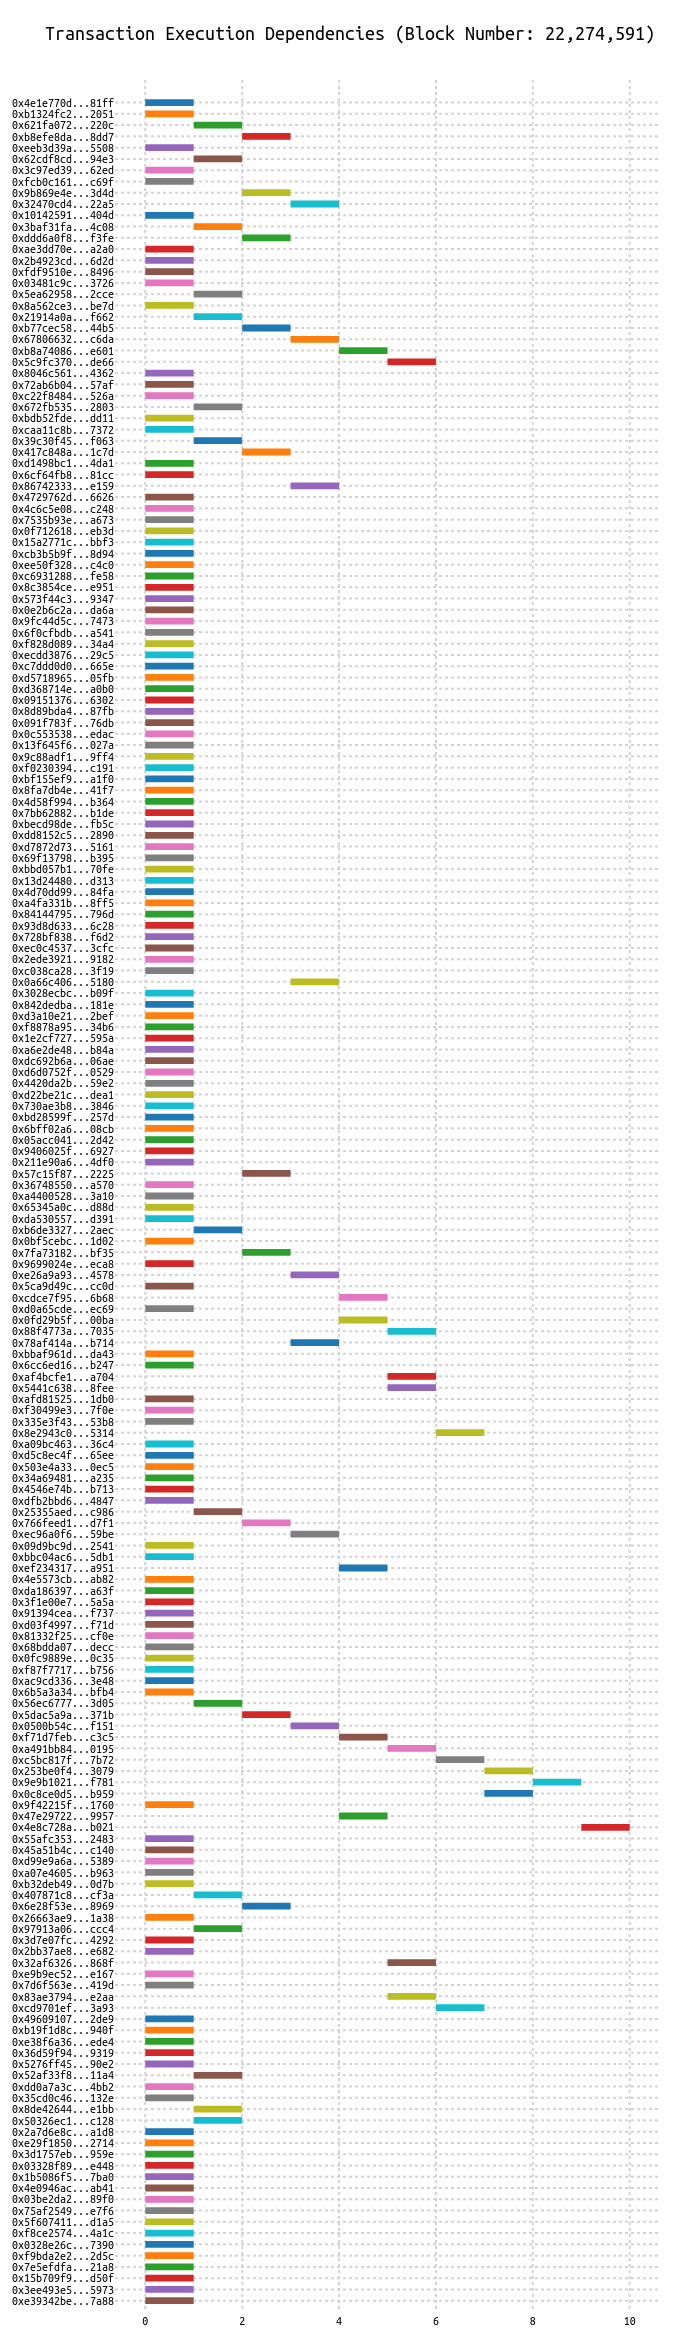 Transaction Execution Dependencies (Block Number: 22,274,591)
0x4e1e770d...81ff
0xb1324fc2...2051
0x621fa072...220c
0xb8efe8da...8dd7
0xeeb3d39a...5508
0x62cdf8cd...94e3
0x3c97ed39...62ed
0xfcb0c161...c69f
0x9b869e4e...3d4d
0x32470cd4...22a5
0x10142591...404d
0x3baf31fa...4c08
0xddd6a0f8...f3fe
0xae3dd70e...a2a0
0x2b4923cd...6d2d
0xfdf9510e...8496
0x03481c9c...3726
0x5ea62958...2cce
0x8a562ce3...be7d
0x21914a0a...f662
0xb77cec58...44b5
0x67806632...c6da
0xb8a74086...e601
0x5c9fc370...de66
0x8046c561...4362
0x72ab6b04...57af
0xc22f8484...526a
0x672fb535...2803
0xbdb52fde...dd11
0xcaa11c8b...7372
0x39c30f45...f063
0x417c848a...1c7d
0xd1498bc1...4da1
0x6cf64fb8...81cc
0x86742333...e159
0x4729762d...6626
0x4c6c5e08...c248
0x7535b93e...a673
0x0f712618...eb3d
0x15a2771c...bbf3
0xcb3b5b9f...8d94
0xee50f328...c4c0
0xc6931288...fe58
0x8c3854ce...e951
0x573f44c3...9347
0x0e2b6c2a...da6a
0x9fc44d5c...7473
0x6f0cfbdb...a541
0xf828d089...34a4
0xecdd3876...29c5
0xc7ddd0d0...665e
0xd5718965...05fb
0xd368714e...a0b0
0x09151376...6302
0x8d89bda4...87fb
0x091f783f...76db
0x0c553538...edac
0x13f645f6...027a
0x9c88adf1...9ff4
0xf0230394...c191
0xbf155ef9...a1f0
0x8fa7db4e...41f7
0x4d58f994...b364
0x7bb62882...b1de
0xbecd98de...fb5c
0xdd8152c5...2890
0xd7872d73...5161
0x69f13798...b395
0xbbd057b1...70fe
0x13d24480...d313
0x4d70dd99...84fa
0xa4fa331b...8ff5
0x84144795...796d
0x93d8d633...6c28
0x728bf838...f6d2
0xec0c4537...3cfc
0x2ede3921...9182
0xc038ca28...3f19
0x0a66c406...5180
0x3028ecbc...b09f
0x842dedba...181e
0xd3a10e21...2bef
0xf8878a95...34b6
0x1e2cf727...595a
0xa6e2de48...b84a
0xdc692b6a...06ae
0xd6d0752f...0529
0x4420da2b...59e2
0xd22be21c...dea1
0x730ae3b8...3846
0xbd28599f...257d
0x6bff02a6...08cb
0x05acc041...2d42
0x9406025f...6927
0x211e90a6...4df0
0x57c15f87...2225
0x36748550...a570
0xa4400528...3a10
0x65345a0c...d88d
0xda530557...d391
0xb6de3327...2aec
0x0bf5cebc...1d02
0x7fa73182...bf35
0x9699024e...eca8
0xe26a9a93...4578
0x5ca9d49c...cc0d
0xcdce7f95...6b68
0xd0a65cde...ec69
0x0fd29b5f...00ba
0x88f4773a...7035
0x78af414a...b714
0xbbaf961d...da43
0x6cc6ed16...b247
0xaf4bcfe1...a704
0x5441c638...8fee
0xafd81525...1db0
0xf30499e3...7f0e
0x335e3f43...53b8
0x8e2943c0...5314
0xa09bc463...36c4
0xd5c8ec4f...65ee
0x503e4a33...0ec5
0x34a69481...a235
0x4546e74b...b713
0xdfb2bbd6...4847
0x25355aed...c986
0x766feed1...d7f1
0xec96a0f6...59be
0x09d9bc9d...2541
0xbbc04ac6...5db1
0xef234317...a951
0x4e5573cb...ab82
0xda186397...a63f
0x3f1e00e7...5a5a
0x91394cea...f737
0xd03f4997...f71d
0x81332f25...cf0e
0x68bdda07...decc
0x0fc9889e...0c35
0xf87f7717...b756
0xac9cd336...3e48
0x6b5a3a34...bfb4
0x56ec6777...3d05
0x5dac5a9a...371b
0x0500b54c...f151
0xf71d7feb...c3c5
0xa491bb84...0195
0xc5bc817f...7b72
0x253be0f4...3079
0x9e9b1021...f781
0x0c8ce0d5...b959
0x9f42215f...1760
0x47e29722...9957
0x4e8c728a...b021
0x55afc353...2483
0x45a51b4c...c140
0xd99e9a6a...5389
0xa07e4605...b963
0xb32deb49...0d7b
0x407871c8...cf3a
0x6e28f53e...8969
0x26663ae9...1a38
0x97913a06...ccc4
0x3d7e07fc...4292
0x2bb37ae8...e682
0x32af6326...868f
0xe9b9ec52...e167
0x7d6f563e...419d
0x83ae3794...e2aa
0xcd9701ef...3a93
0x49609107...2de9
0xb19f1d8c...940f
0xe38f6a36...ede4
0x36d59f94...9319
0x5276ff45...90e2
0x52af33f8...11a4
0xdd0a7a3c...4bb2
0x35cd0c46...132e
0x8de42644...e1bb
0x50326ec1...c128
0x2a7d6e8c...a1d8
0xe29f1850...2714
0x3d1757eb...959e
0x03328f89...e448
0x1b5086f5...7ba0
0x4e0946ac...ab41
0x03be2da2...89f0
0x75af2549...e7f6
0x5f607411...d1a5
0xf8ce2574...4a1c
0x0328e26c...7390
0xf9bda2e2...2d5c
0x7e5efdfa...21a8
0x15b709f9...d50f
0x3ee493e5...5973
0xe39342be...7a88
0 2 4 6 8 10